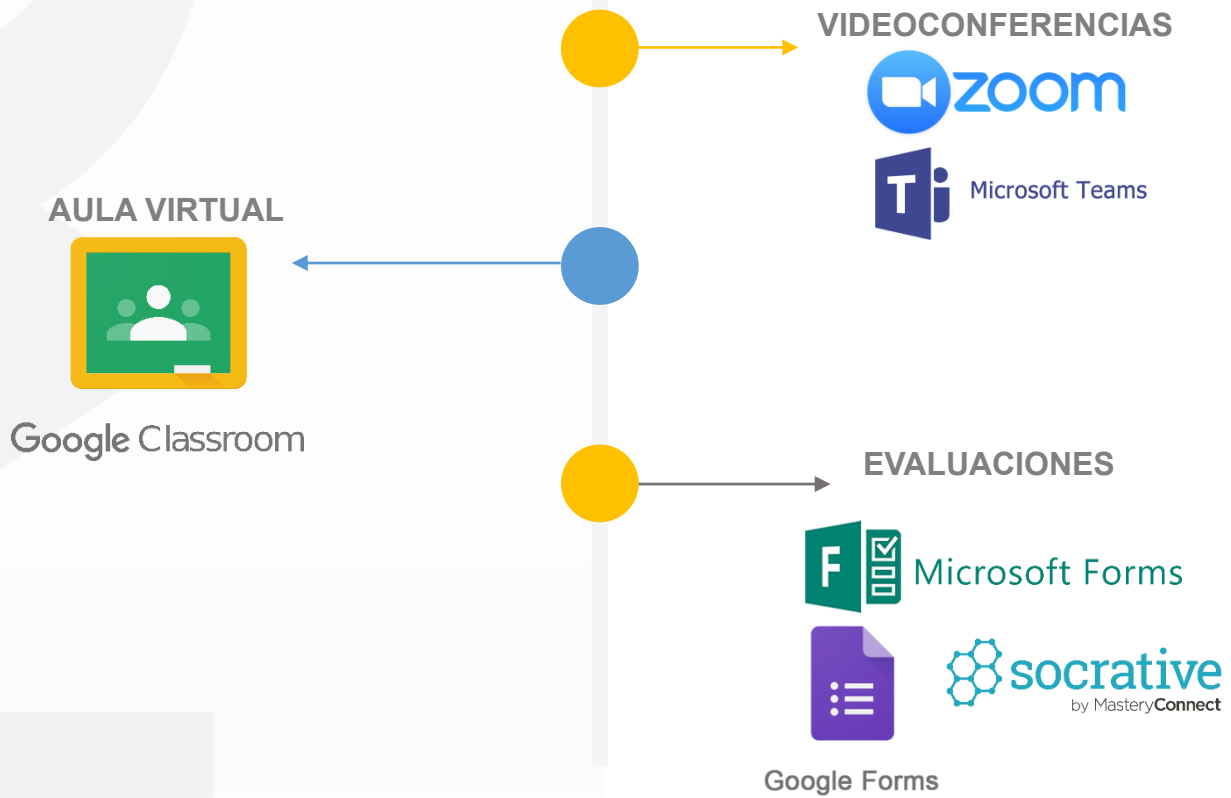 VIDEOCONFERENCIAS
zoom
T
Microsoft Teams
AULA VIRTUAL
Google Classroom
EVALUACIONES
F
Microsoft Forms
socrative
by MasteryConnect
Google Forms